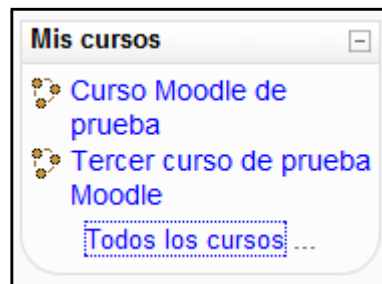 Mis cursos
Curso Moodle de
prueba
Tercer curso de prueba
Moodle
Todos los cursos ...